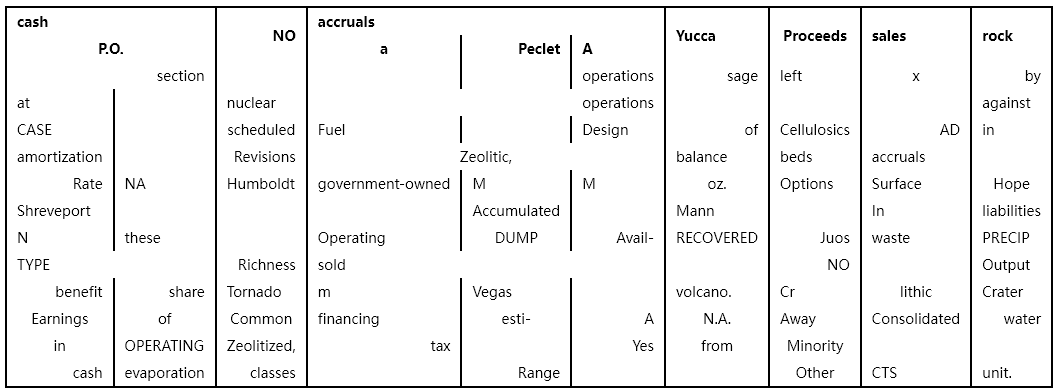 cash accruals
P.O. NO a Peclet A Yucca Proceeds sales rock
section operations sage left x by
at nuclear operations against
CASE scheduled Fuel Design of Cellulosics AD in
amortization Revisions Zeolitic, balance beds accruals
Rate NA Humboldt government-owned M M oz. Options Surface Hope
Shreveport Accumulated Mann In liabilities
N these Operating DUMP Avail- RECOVERED Juos waste PRECIP
TYPE Richness sold NO Output
benefit share Tornado m Vegas volcano. Cr lithic Crater
Earnings of Common financing esti- A N.A. Away Consolidated water
in OPERATING Zeolitized, tax Yes from Minority
cash evaporation classes Range Other CTS unit.